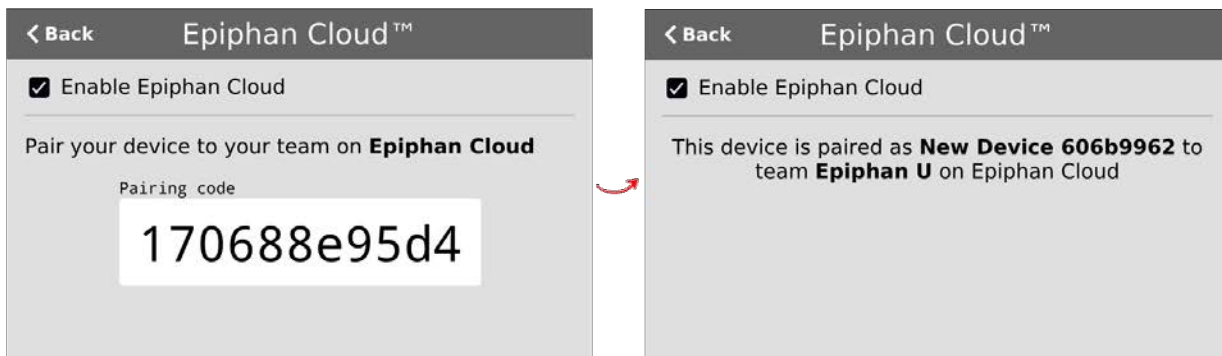 Back
Epiphan Cloud™
Enable Epiphan Cloud
Pair your device to your team on Epiphan Cloud
Pairing code
170688e95d4
Back
Epiphan Cloud™
Enable Epiphan Cloud
This device is paired as New Device 606b9962 to
team Epiphan U on Epiphan Cloud